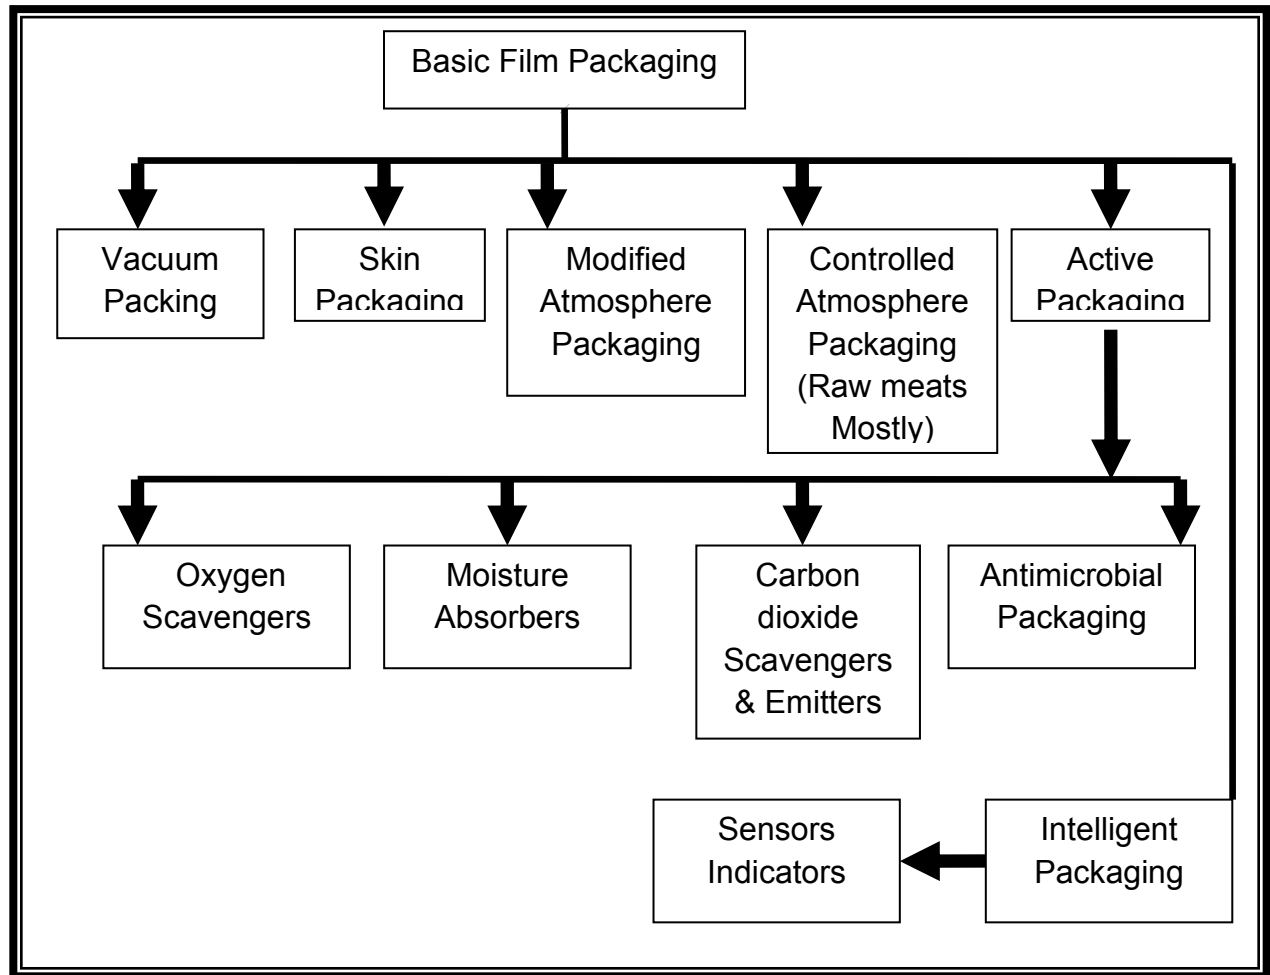 Basic Film Packaging
Vacuum
Packing
Skin
Packaging
Modified
Atmosphere
Packaging
Controlled
Atmosphere
Packaging
(Raw meats
Mostly)
Active
Packaging
Oxygen
Scavengers
Moisture
Absorbers
Carbon
dioxide
Scavengers
& Emitters
Antimicrobial
Packaging
Sensors
Indicators
Intelligent
Packaging